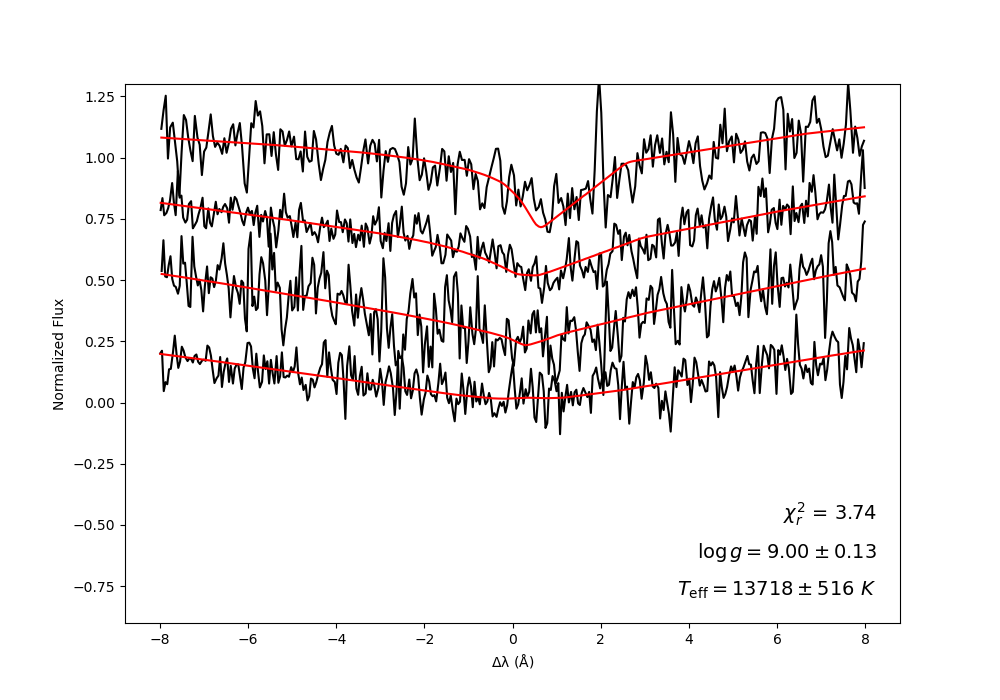 1.25
1.00
0.75
0.50
0.25
0.00
−0.25
−0.50
−0.75
Normalized Flux
χ²ᵣ = 3.74
log g = 9.00 ± 0.13
T_eff = 13718 ± 516 K
−8 −6 −4 −2 0 2 4 6 8
Δλ (Å)